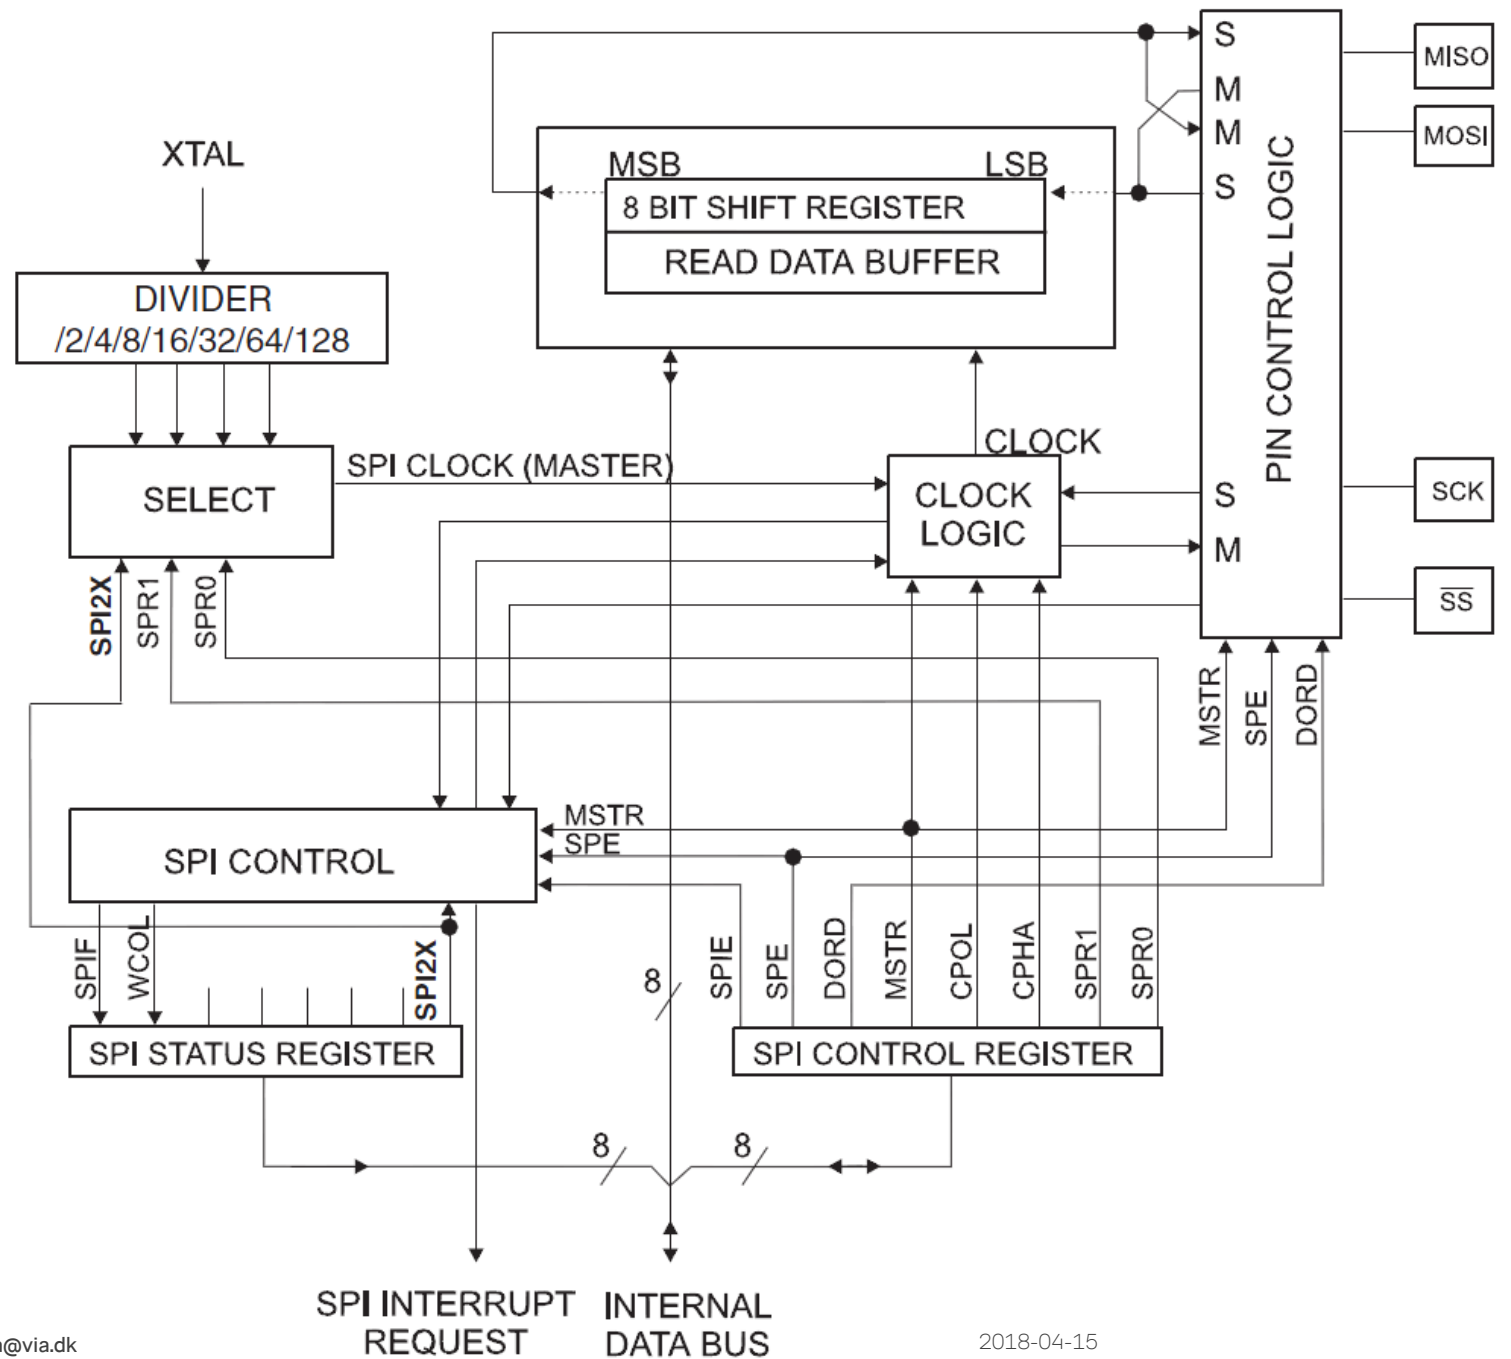 S
MISO
M
M
MOSI
S
PIN CONTROL LOGIC
XTAL
MSB
LSB
8 BIT SHIFT REGISTER
READ DATA BUFFER
DIVIDER
/2/4/8/16/32/64/128
SPI CLOCK (MASTER)
SELECT
CLOCK
CLOCK
LOGIC
S
M
SCK
SS
SPI2X
SPR1
SPR0
MSTR
SPE
DORD
MSTR
SPE
SPI CONTROL
SPIF
WCOL
SPI2X
8
SPIE
SPE
DORD
MSTR
CPOL
CPHA
SPR1
SPR0
SPI STATUS REGISTER
SPI CONTROL REGISTER
8
8
SPI INTERRUPT
REQUEST
INTERNAL
DATA BUS
@via.dk
2018-04-15